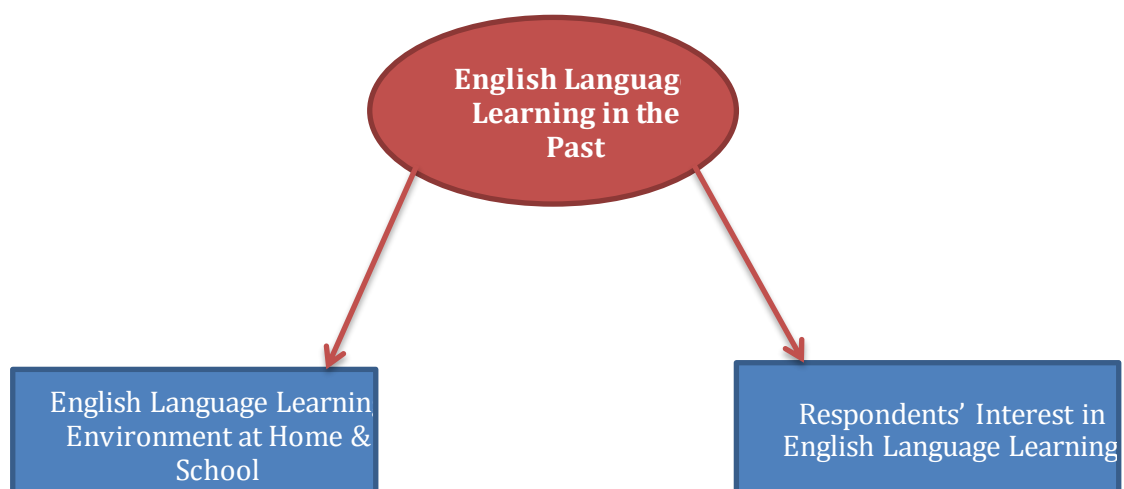 English Languag
Learning in the
Past
English Language Learnin
Environment at Home &
School
Respondents’ Interest in
English Language Learning